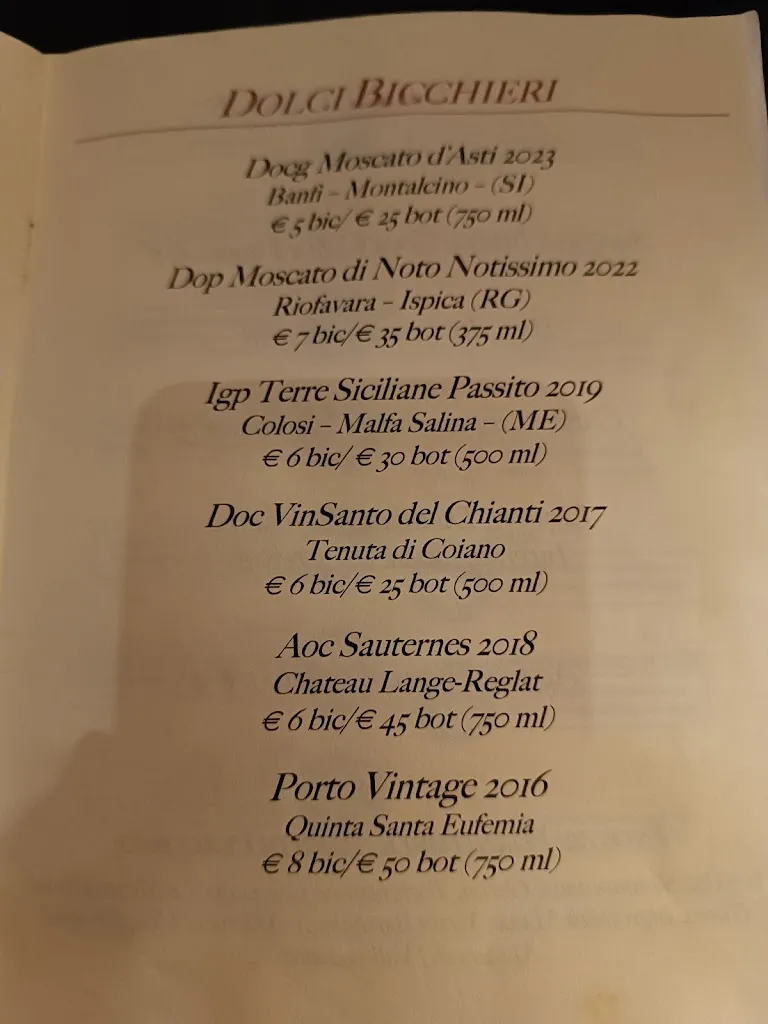 DOLCI BICCHIERI
Docg Moscato d'Asti 2023
Banfi – Montalcino – (SI)
€ 5 bic/ € 25 bot (750 ml)
Dop Moscato di Noto Notissimo 2022
Riofavara – Ispica (RG)
€ 7 bic/€ 35 bot (375 ml)
Igp Terre Siciliane Passito 2019
Colosi – Malfa Salina – (ME)
€ 6 bic/ € 30 bot (500 ml)
Doc VinSanto del Chianti 2017
Tenuta di Coiano
€ 6 bic/€ 25 bot (500 ml)
Aoc Sauternes 2018
Chateau Lange-Reglat
€ 6 bic/€ 45 bot (750 ml)
Porto Vintage 2016
Quinta Santa Eufemia
€ 8 bic/€ 50 bot (750 ml)